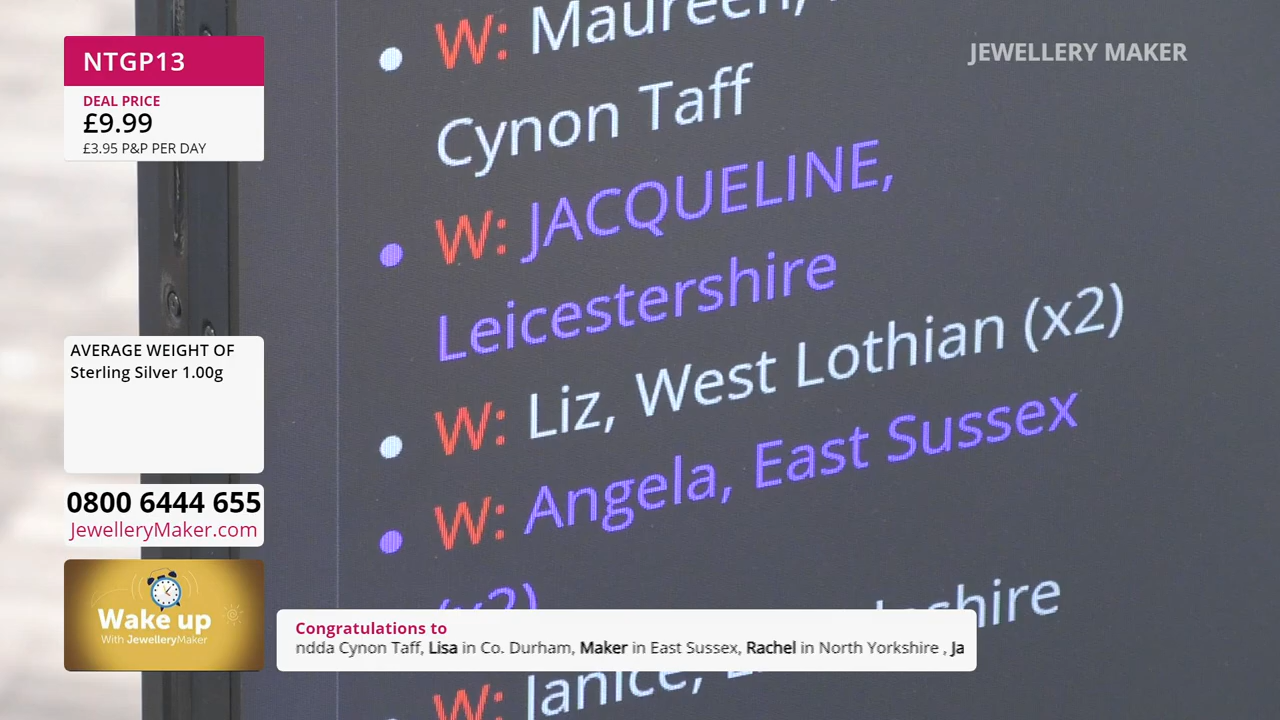 NTGP13
DEAL PRICE
£9.99
£3.95 P&P PER DAY
JEWELLERY MAKER
W: Maureen,
Cynon Taff
W: JACQUELINE,
Leicestershire
W: Liz, West Lothian (x2)
W: Angela, East Sussex
(x2)
W: Janice,
AVERAGE WEIGHT OF
Sterling Silver 1.00g
0800 6444 655
JewelleryMaker.com
Wake up
With JewelleryMaker
Congratulations to
ndda Cynon Taff, Lisa in Co. Durham, Maker in East Sussex, Rachel in North Yorkshire , Ja